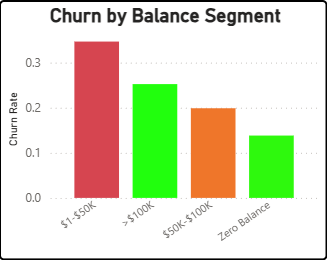 Churn by Balance Segment
Churn Rate
0.3
0.2
0.1
0.0
$1-$50K
>$100K
$50K-$100K
Zero Balance